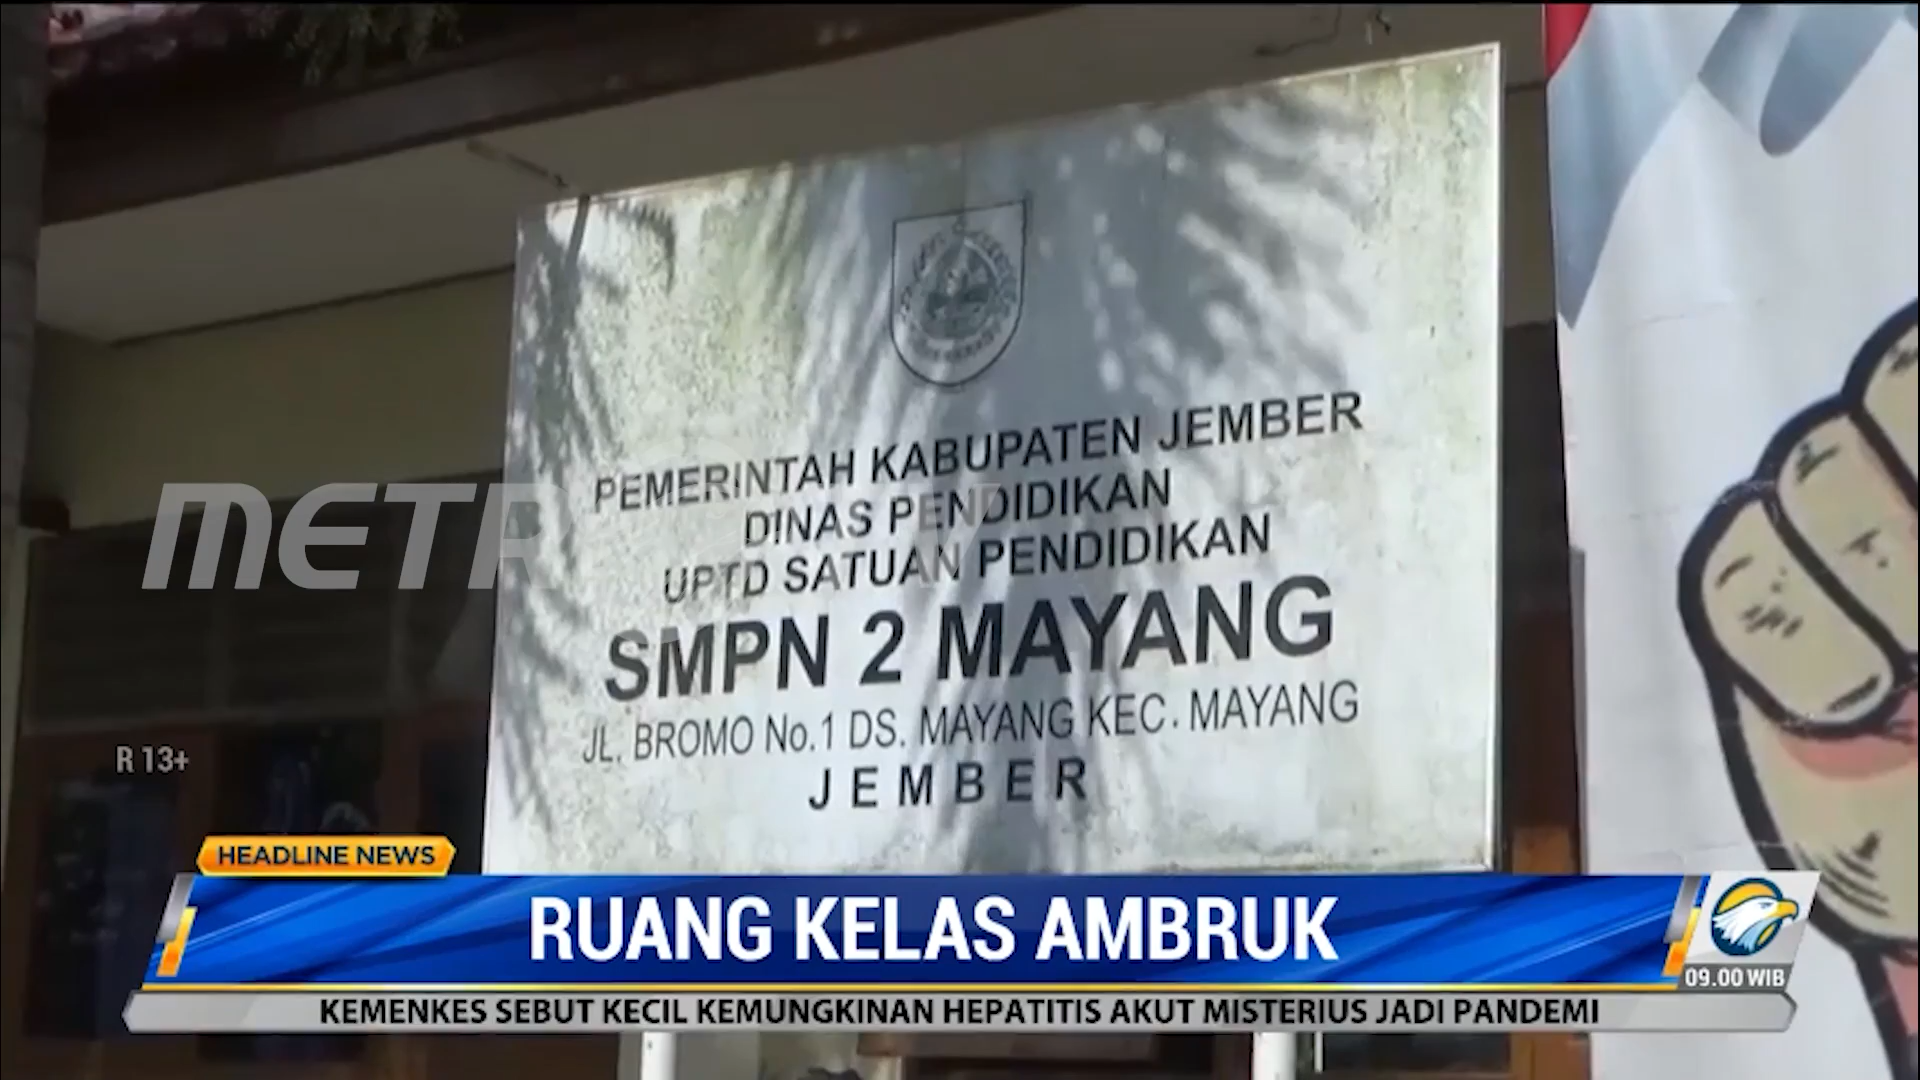 PEMERINTAH KABUPATEN JEMBER
DINAS PENDIDIKAN
UPTD SATUAN PENDIDIKAN
SMPN 2 MAYANG
JL. BROMO No.1 DS. MAYANG KEC. MAYANG
JEMBER
R 13+
HEADLINE NEWS
RUANG KELAS AMBRUK
09.00 WIB
KEMENKES SEBUT KECIL KEMUNGKINAN HEPATITIS AKUT MISTERIUS JADI PANDEMI